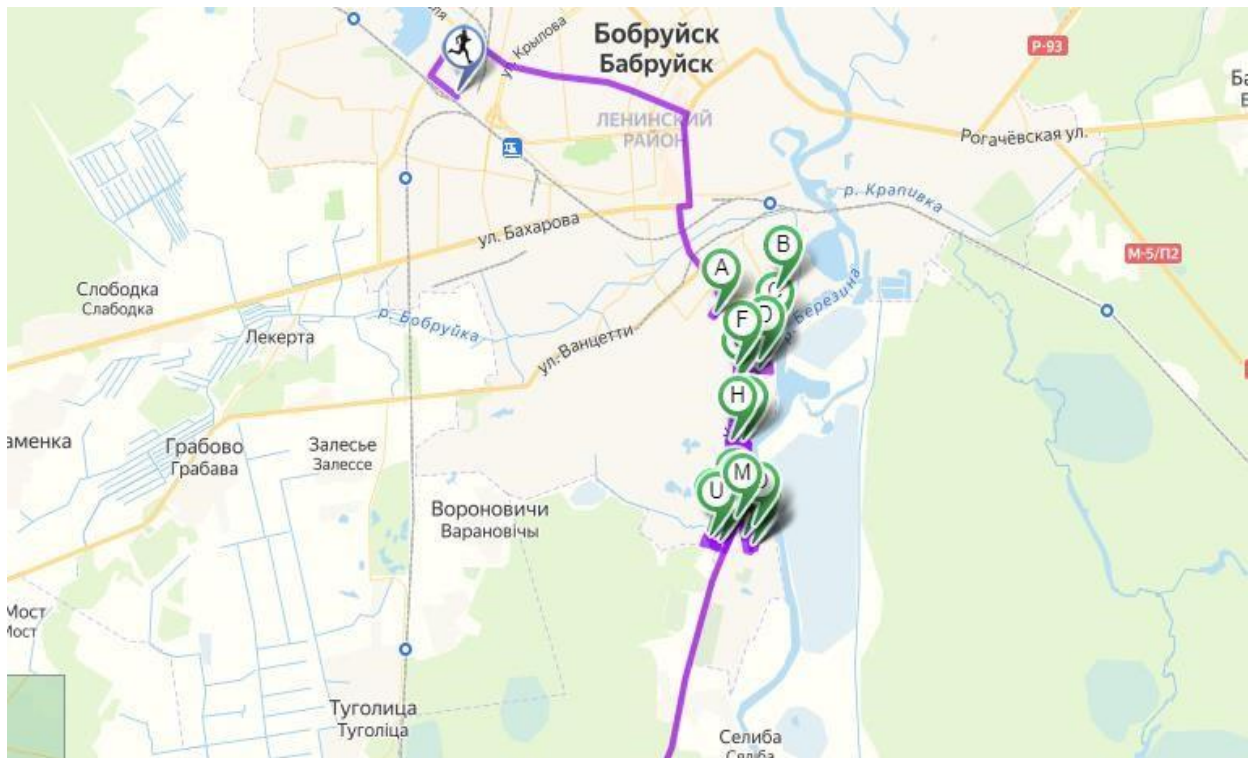 ул. Крылова
Бобруйск
Бабруйск
Р-93
ЛЕНИНСКИЙ
РАЙОН
Рогачёвская ул.
р. Крапивка
ул. Бахарова
М-5/П2
B
A
Слободка
Слабодка
р. Бобруйка
Лекерта
р. Березина
F
D
ул. Ванцетти
H
Грабово
Грабава
Залесье
Залессе
M
U
Вороновичи
Варановічы
Мост
Мост
Туголица
Туголіца
Селиба
Сяліба